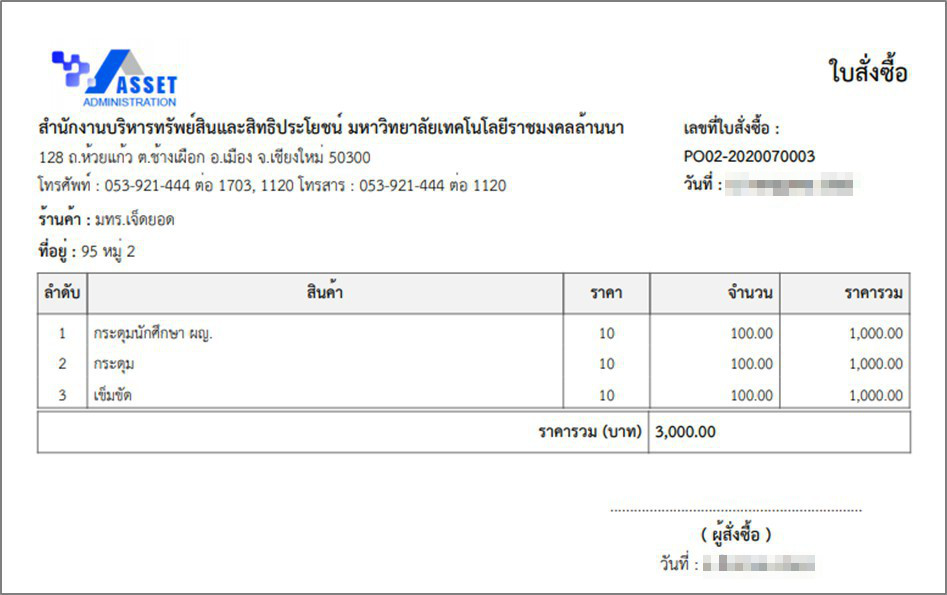 ASSET
ADMINISTRATION
ใบสั่งซื้อ
สำนักงานบริหารทรัพย์สินและสิทธิประโยชน์ มหาวิทยาลัยเทคโนโลยีราชมงคลล้านนา
128 ถ.ห้วยแก้ว ต.ช้างเผือก อ.เมือง จ.เชียงใหม่ 50300
โทรศัพท์ : 053-921-444 ต่อ 1703, 1120 โทรสาร : 053-921-444 ต่อ 1120
เลขที่ใบสั่งซื้อ :
PO02-2020070003
วันที่ :
ร้านค้า : มทร.เจ็ดยอด
ที่อยู่ : 95 หมู่ 2
ลำดับ สินค้า ราคา จำนวน ราคารวม
1 กระดุมนักศึกษา ผญ. 10 100.00 1,000.00
2 กระดุม 10 100.00 1,000.00
3 เข็มขัด 10 100.00 1,000.00
ราคารวม (บาท) 3,000.00
( ผู้สั่งซื้อ )
วันที่ :